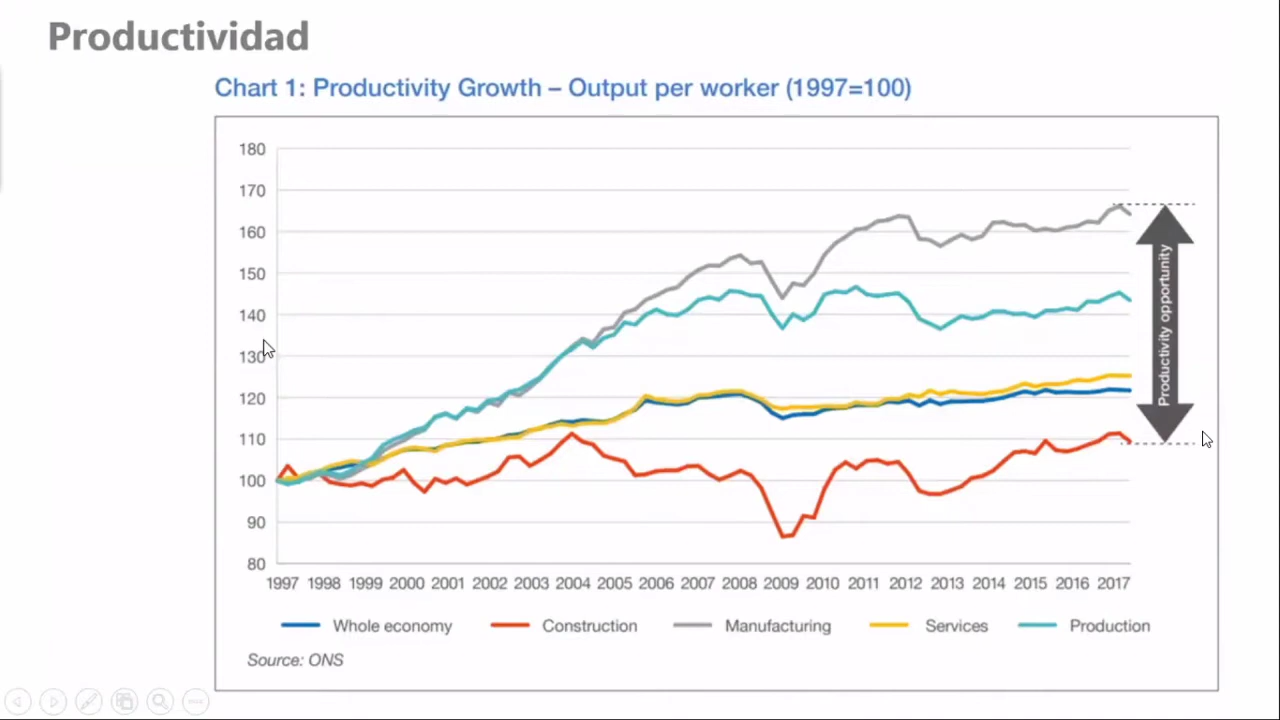 Productividad
Chart 1: Productivity Growth – Output per worker (1997=100)
180
170
160
150
140
130
120
110
100
90
80
Productivity opportunity
1997 1998 1999 2000 2001 2002 2003 2004 2005 2006 2007 2008 2009 2010 2011 2012 2013 2014 2015 2016 2017
Whole economy Construction Manufacturing Services Production
Source: ONS